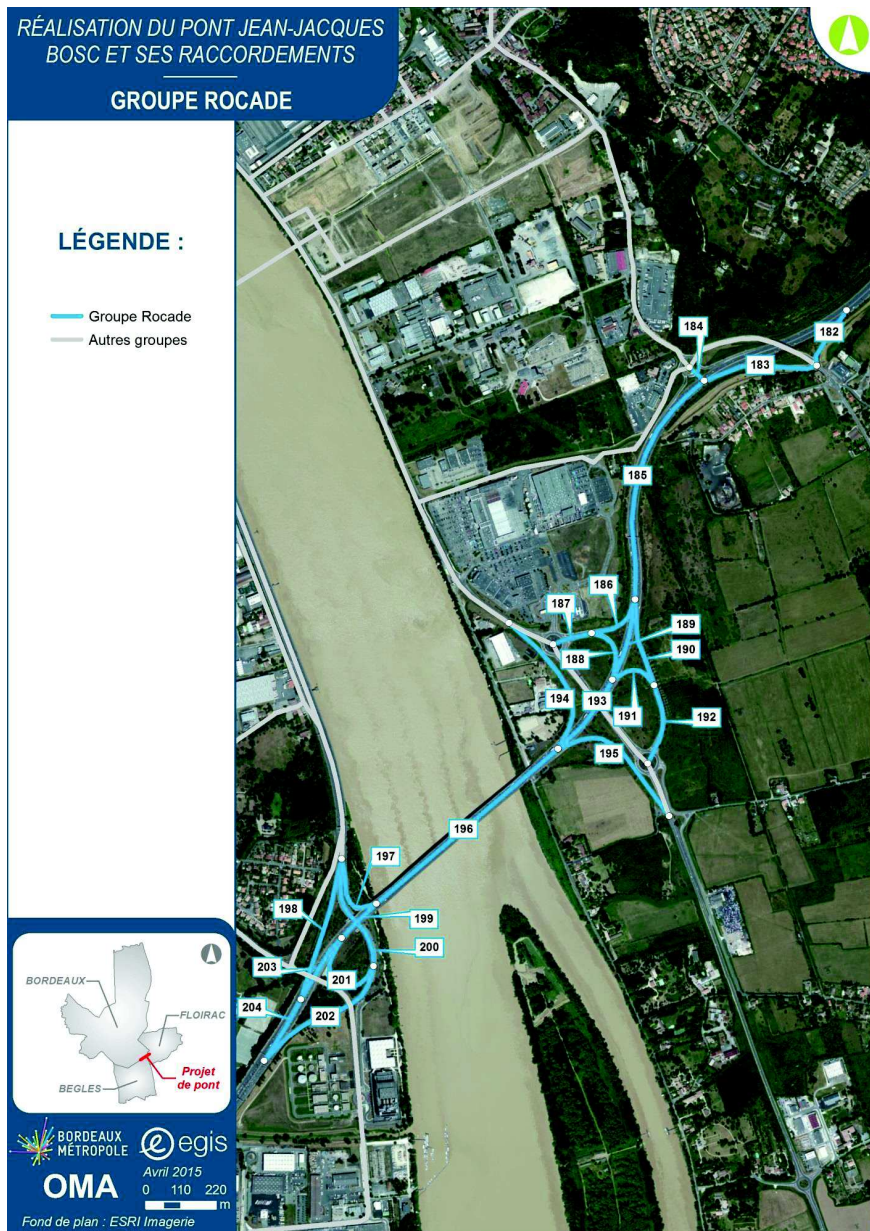 RÉALISATION DU PONT JEAN-JACQUES
BOSC ET SES RACCORDEMENTS
GROUPE ROCADE
LÉGENDE :
Groupe Rocade
Autres groupes
184
182
183
185
186
187
189
188
190
194
193
191
192
195
196
197
198
199
200
203
201
204
202
BORDEAUX
FLOIRAC
Projet
de pont
BEGLES
BORDEAUX
MÉTROPOLE
egis
Avril 2015
OMA
0 110 220
m
Fond de plan : ESRI Imagerie